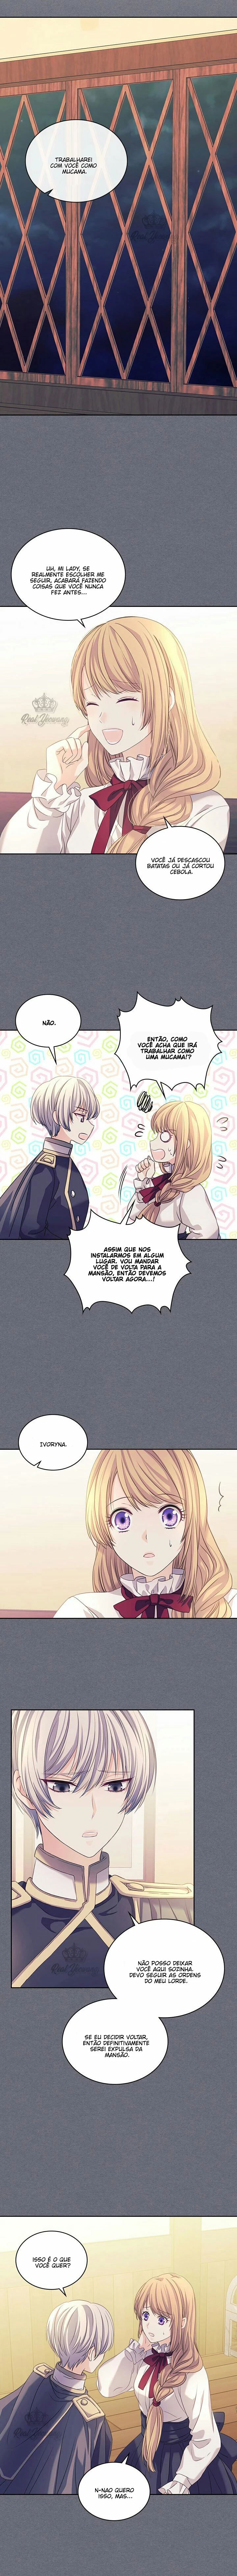 TRABALHAREI
COM VOCÊ COMO
MUCAMA.
UH, MI LADY, SE
REALMENTE ESCOLHER ME
SEGUIR, ACABARÁ FAZENDO
COISAS QUE VOCÊ NUNCA
FEZ ANTES...
VOCÊ JÁ DESCASCOU
BATATAS OU JÁ CORTOU
CEBOLA.
NÃO.
ENTÃO, COMO
VOCÊ ACHA QUE IRÁ
TRABALHAR COMO
UMA MUCAMA!?
ASSIM QUE NOS
INSTALARMOS EM ALGUM
LUGAR. VOU MANDAR
VOCÊ DE VOLTA PARA A
MANSÃO, ENTÃO DEVEMOS
VOLTAR AGORA...!
IVORYNA.
NÃO POSSO DEIXAR
VOCÊ AQUI SOZINHA.
DEVO SEGUIR AS ORDENS
DO MEU LORDE.
SE EU DECIDIR VOLTAR,
ENTÃO DEFINITIVAMENTE
SEREI EXPULSA DA
MANSÃO.
ISSO É O QUE
VOCÊ QUER?
N-NAO QUERO
ISSO, MAS...